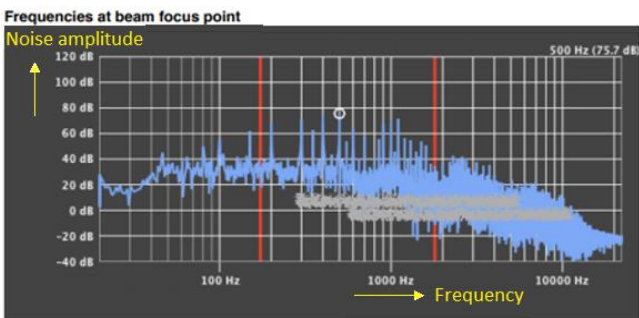 Frequencies at beam focus point
Noise amplitude
500 Hz (75.7 dB)
120 dB
100 dB
80 dB
60 dB
40 dB
20 dB
0 dB
-20 dB
-40 dB
100 Hz
1000 Hz
10000 Hz
Frequency